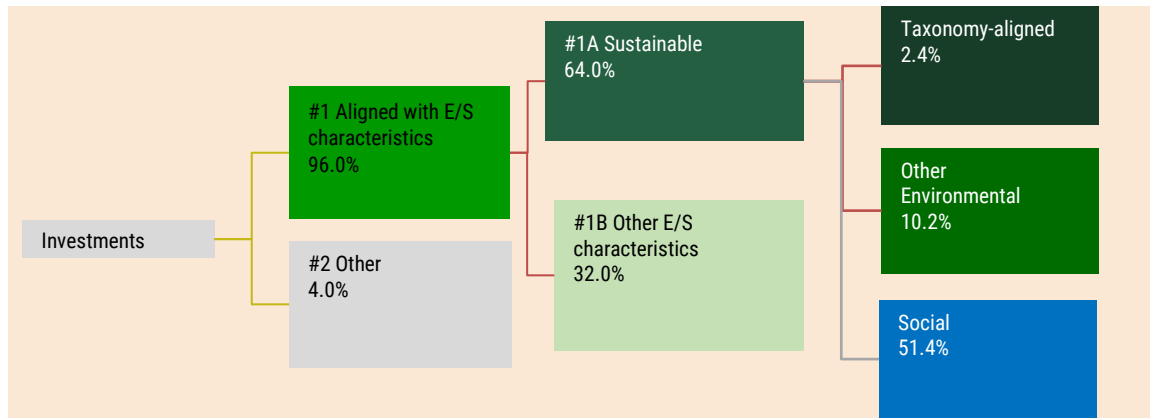 Investments
#1 Aligned with E/S
characteristics
96.0%
#2 Other
4.0%
#1A Sustainable
64.0%
#1B Other E/S
characteristics
32.0%
Taxonomy-aligned
2.4%
Other
Environmental
10.2%
Social
51.4%